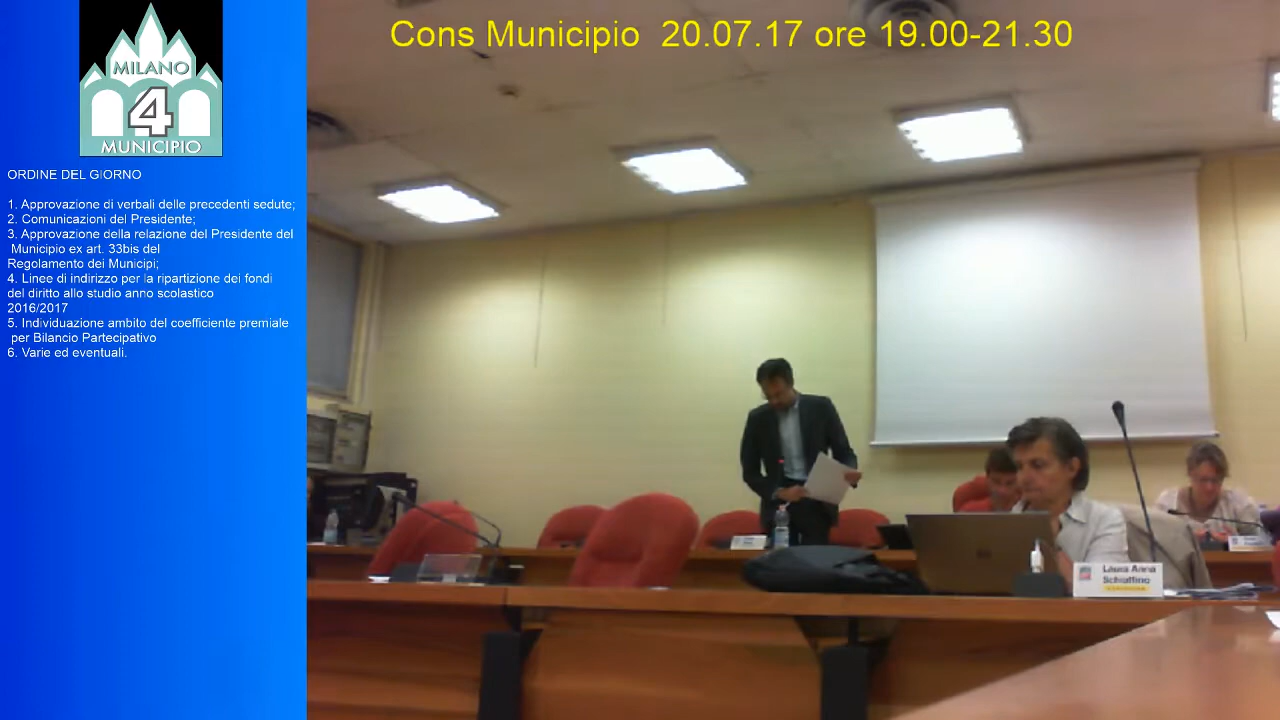 Cons Municipio  20.07.17 ore 19.00-21.30
MILANO
4
MUNICIPIO
ORDINE DEL GIORNO
1. Approvazione di verbali delle precedenti sedute;
2. Comunicazioni del Presidente;
3. Approvazione della relazione del Presidente del
Municipio ex art. 33bis del
Regolamento dei Municipi;
4. Linee di indirizzo per la ripartizione dei fondi
del diritto allo studio anno scolastico
2016/2017
5. Individuazione ambito del coefficiente premiale
per Bilancio Partecipativo
6. Varie ed eventuali.
Laura Anna
Schiaffino